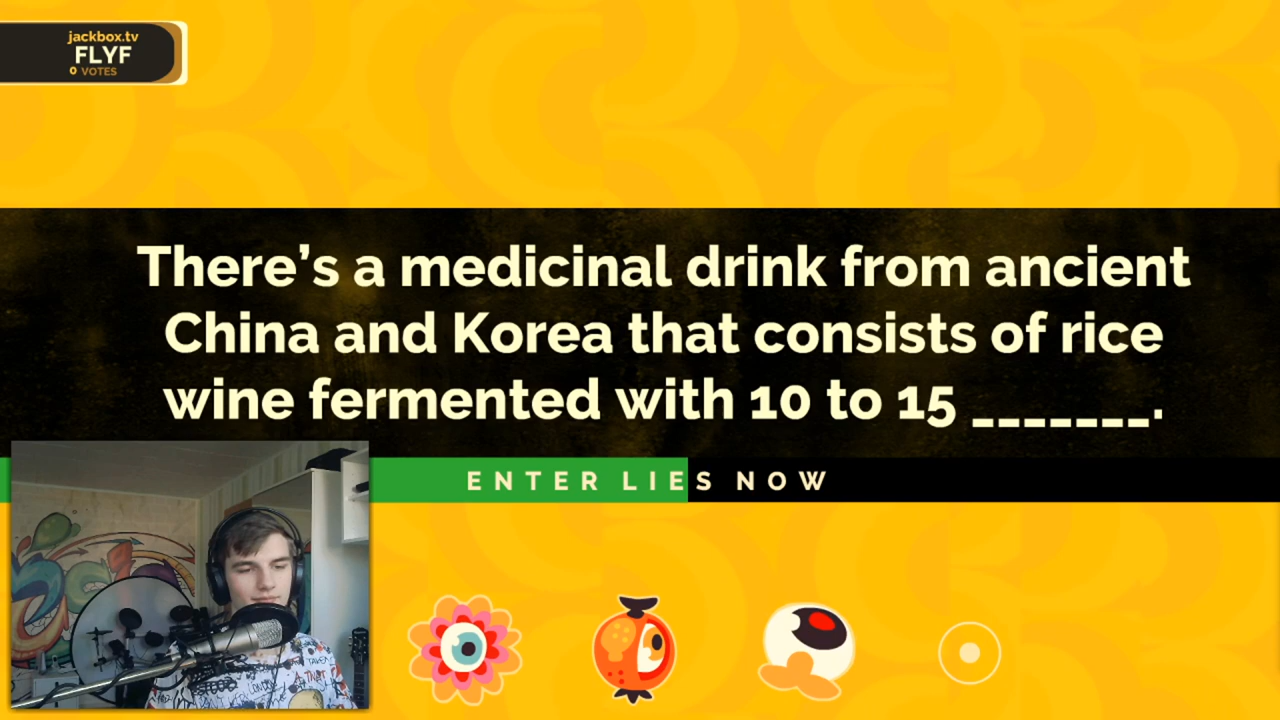 jackbox.tv
FLYF
0 VOTES
There’s a medicinal drink from ancient
China and Korea that consists of rice
wine fermented with 10 to 15 _______.
ENTER LIES NOW